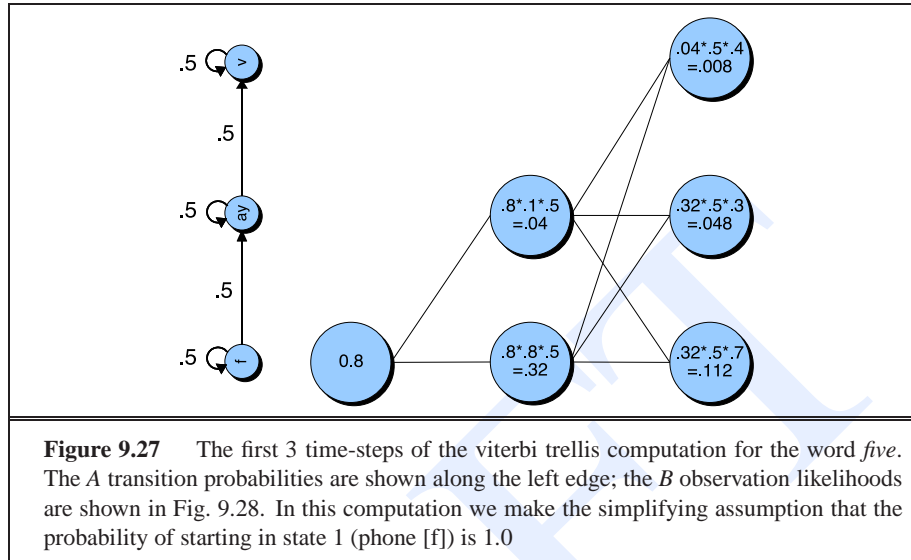 .5 v
.04*.5*.4
=.008
.5
.5 ay
.8*.1*.5
=.04
.32*.5*.3
=.048
.5
.5 f
0.8
.8*.8*.5
=.32
.32*.5*.7
=.112
Figure 9.27 The first 3 time-steps of the viterbi trellis computation for the word five.
The A transition probabilities are shown along the left edge; the B observation likelihoods
are shown in Fig. 9.28. In this computation we make the simplifying assumption that the
probability of starting in state 1 (phone [f]) is 1.0